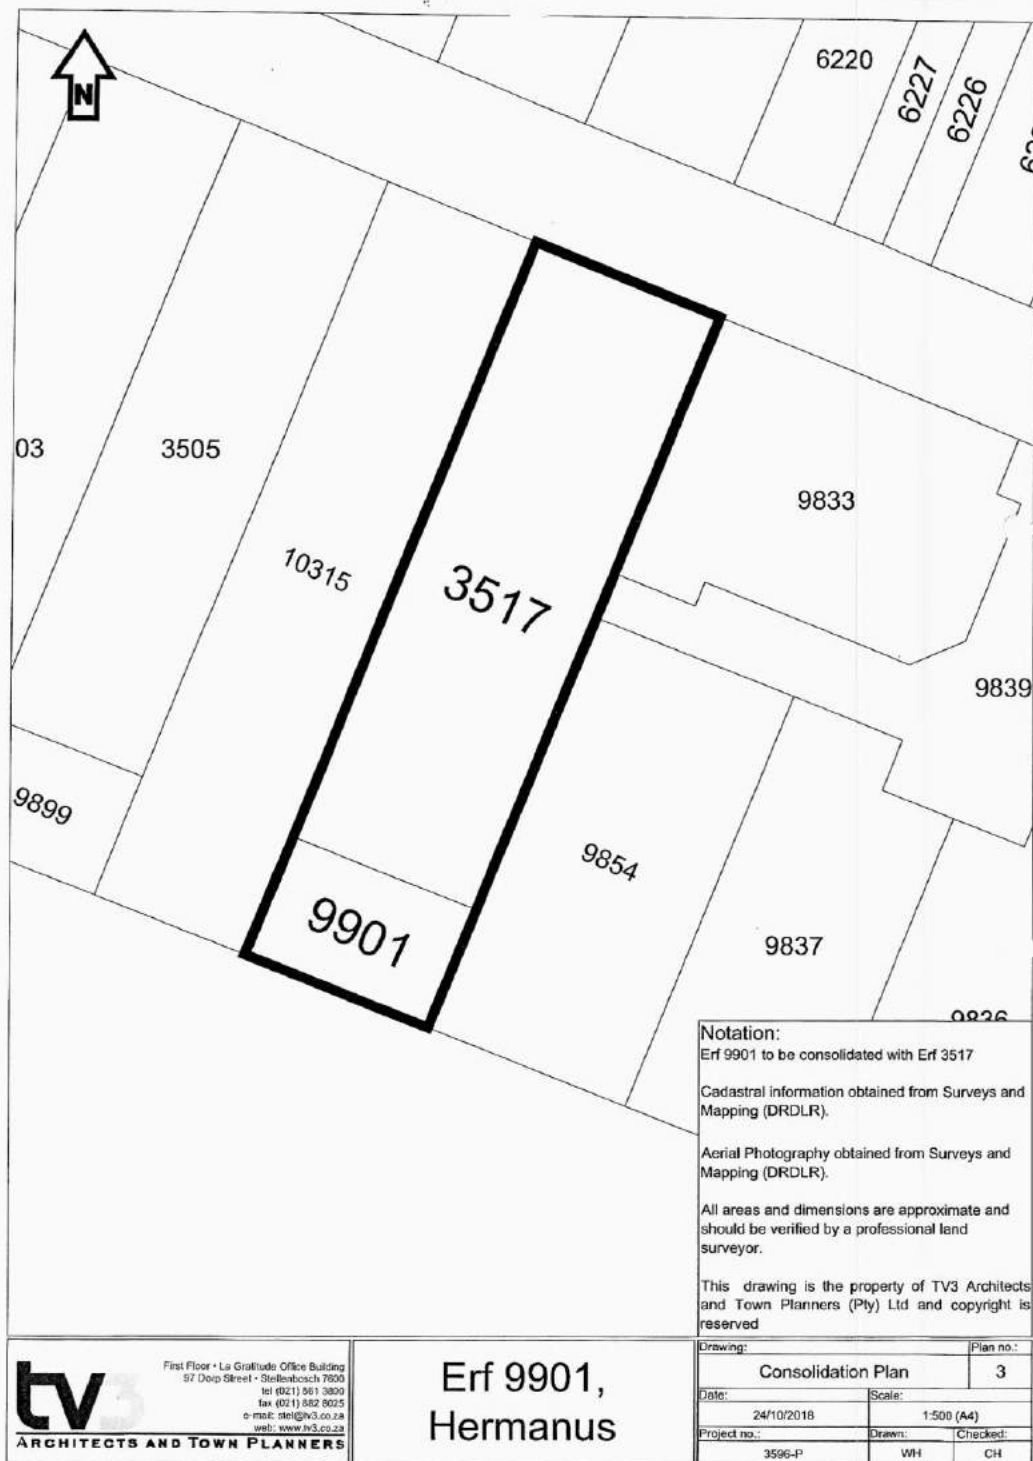 N
6220
6227
6226
03
3505
10315
3517
9833
9839
9899
9901
9854
9837
9836
Notation:
Erf 9901 to be consolidated with Erf 3517
Cadastral information obtained from Surveys and
Mapping (DRDLR).
Aerial Photography obtained from Surveys and
Mapping (DRDLR).
All areas and dimensions are approximate and
should be verified by a professional land
surveyor.
This drawing is the property of TV3 Architects
and Town Planners (Pty) Ltd and copyright is
reserved
tv3
ARCHITECTS AND TOWN PLANNERS
First Floor • La Gratitude Office Building
97 Dorp Street • Stellenbosch 7600
tel (021) 861 3800
fax (021) 882 8025
e-mail: stel@tv3.co.za
web: www.tv3.co.za
Erf 9901,
Hermanus
Drawing:
Consolidation Plan
Plan no.:
3
Date:
24/10/2018
Scale:
1:500 (A4)
Project no.:
3596-P
Drawn:
WH
Checked:
CH